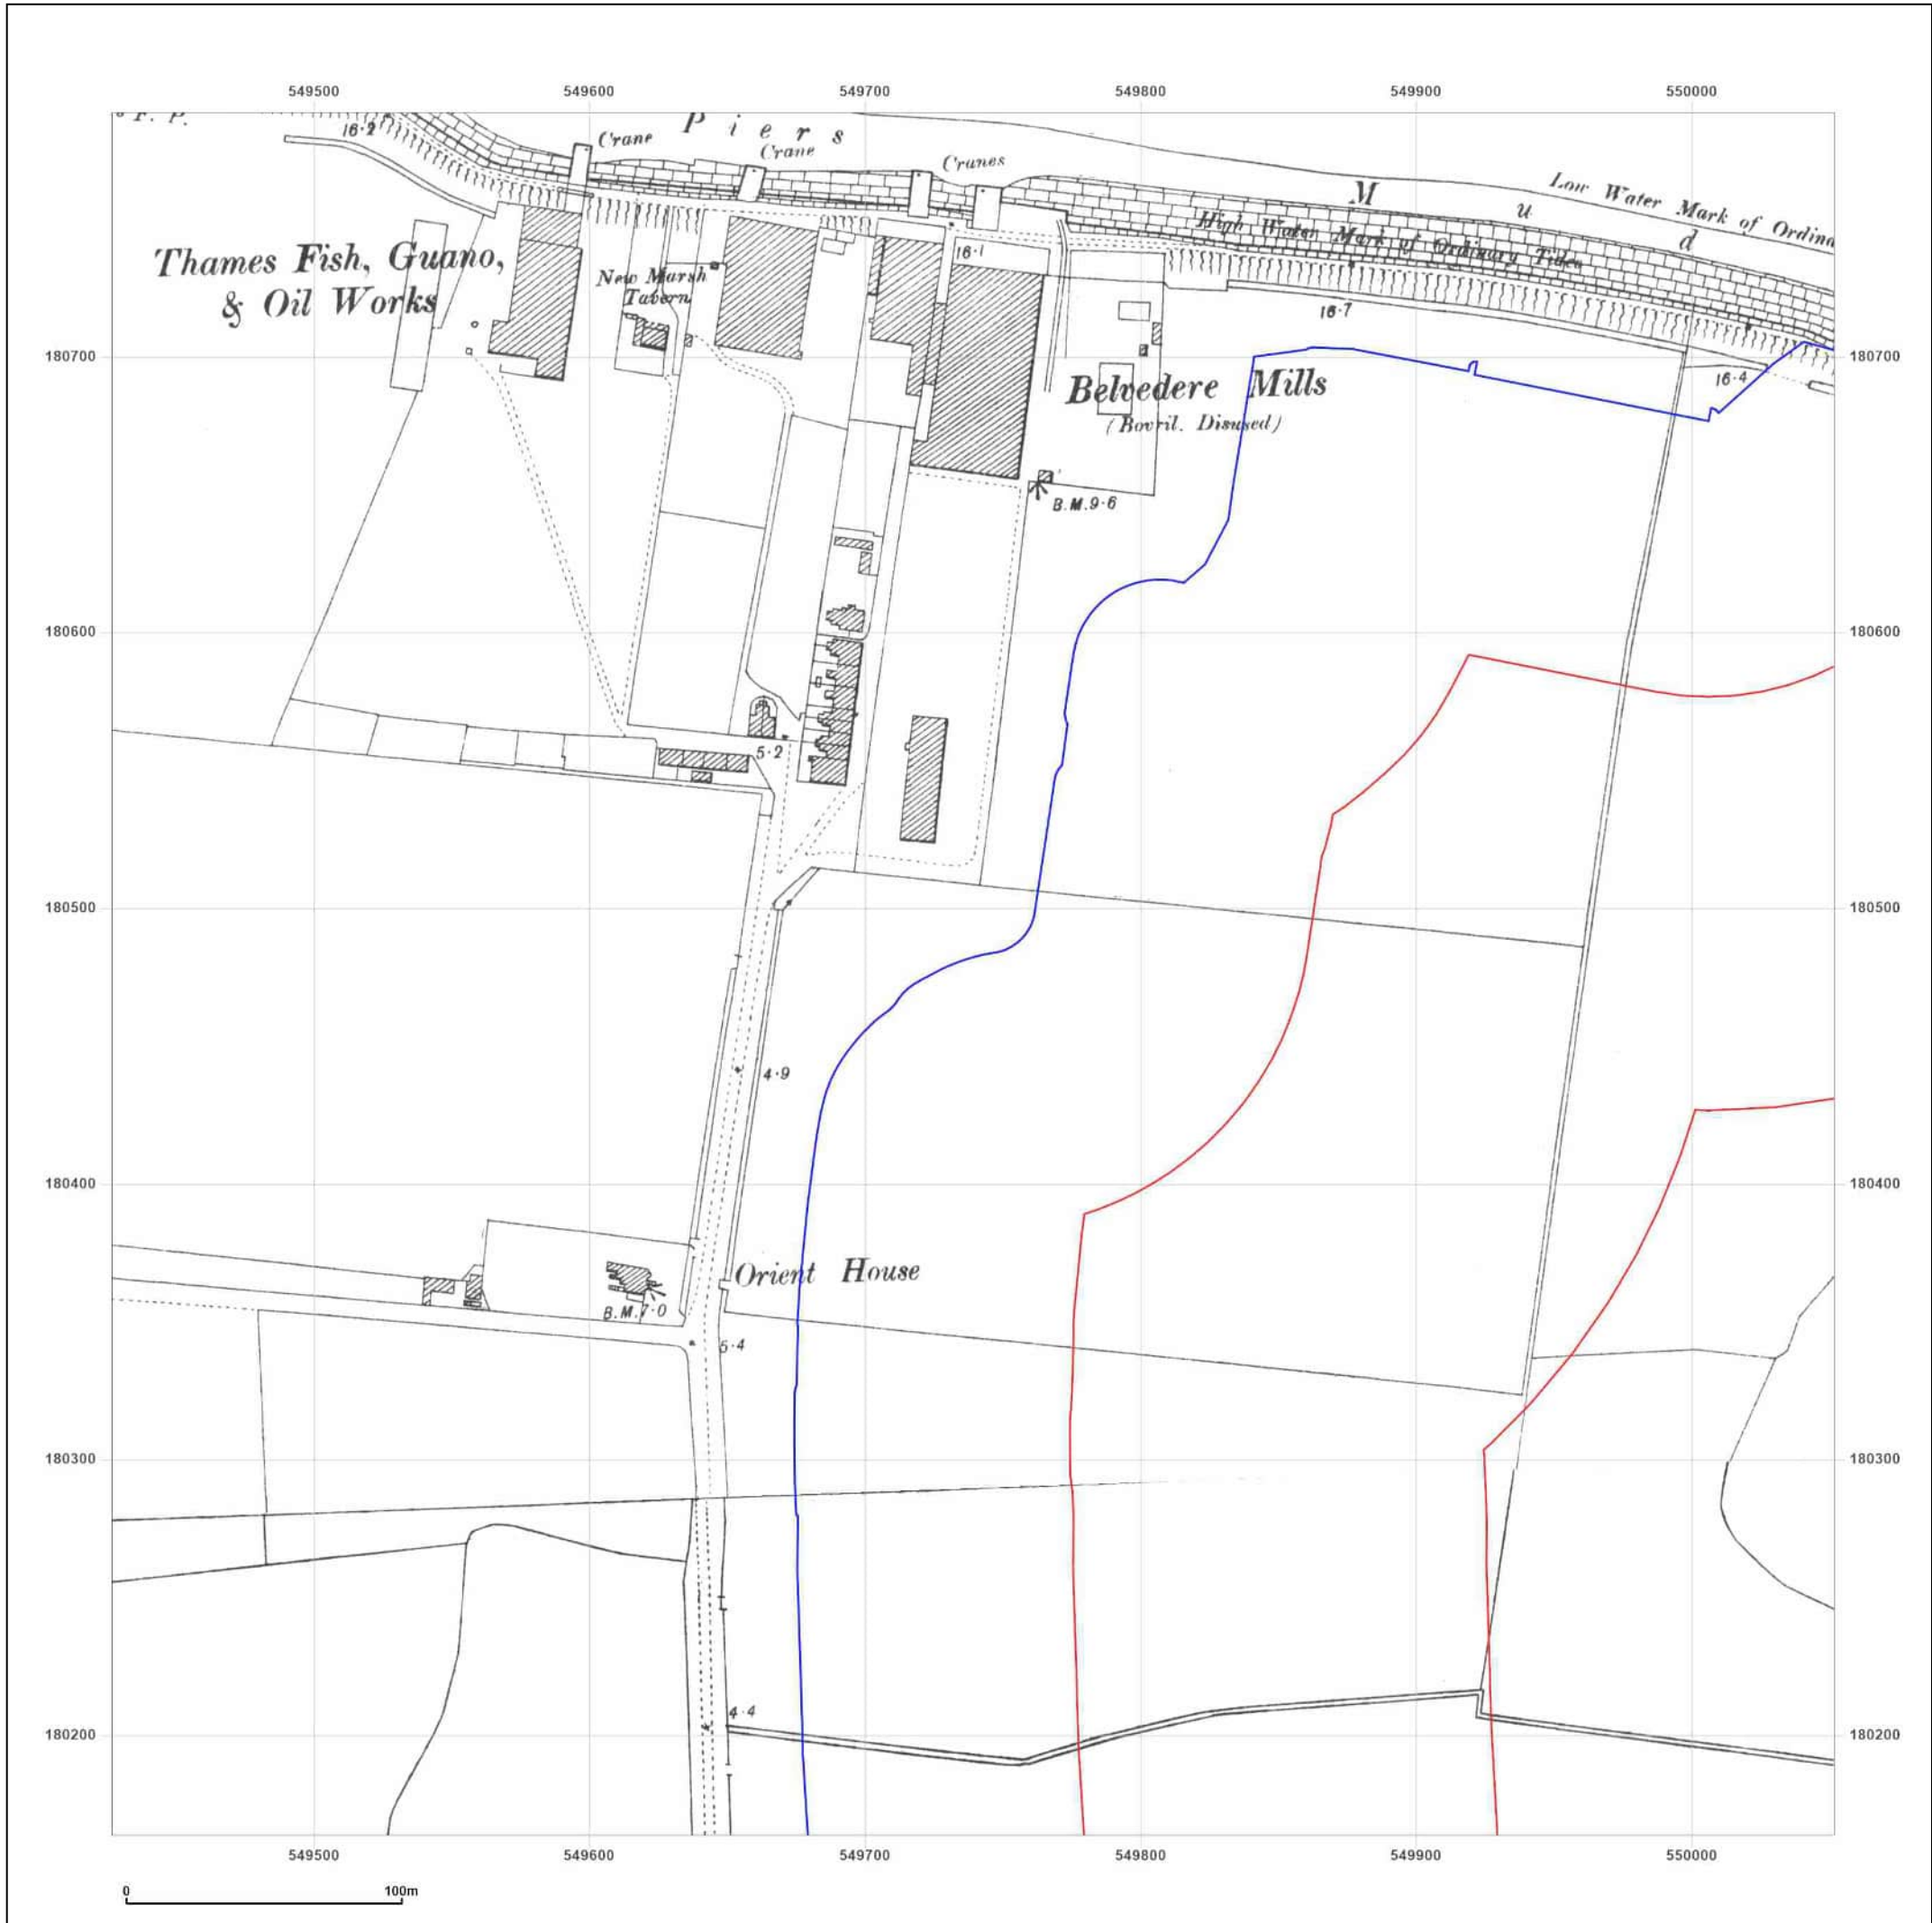 549500 549600 549700 549800 549900 550000
F. P.
16·2
Crane
Piers
Crane
Cranes
Mud
Low Water Mark of Ordina
High Water Mark of Ordinary Tides
Thames Fish, Guano,
& Oil Works
New Marsh
Tavern
16·1
16·7
180700 180700
16·4
Belvedere Mills
(Bovril. Disused)
B.M.9·6
180600 180600
5·2
180500 180500
4·9
180400 180400
Orient House
B.M.7·0
5·4
180300 180300
4·4
180200 180200
549500 549600 549700 549800 549900 550000
0 100m